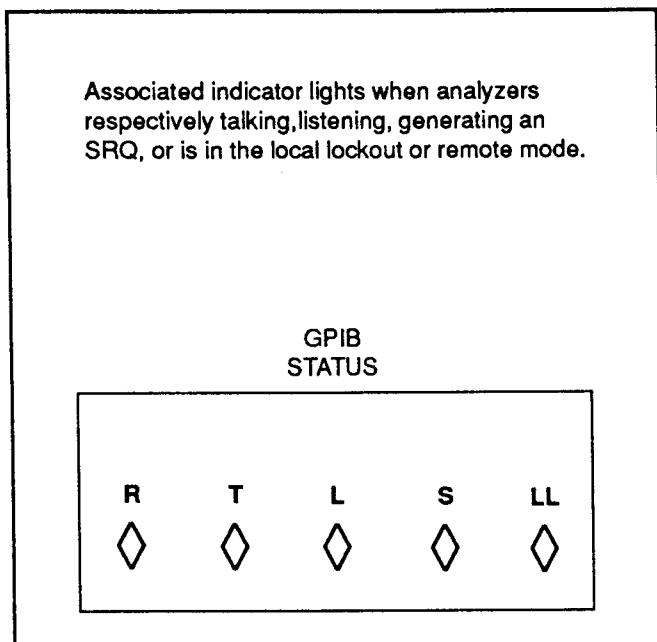 Associated indicator lights when analyzers
respectively talking,listening, generating an
SRQ, or is in the local lockout or remote mode.
GPIB
STATUS
R T L S LL